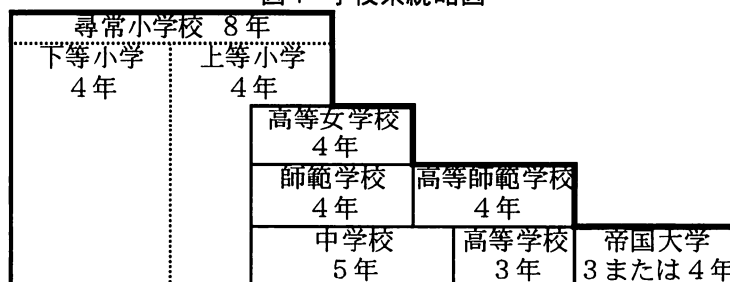 尋常小学校 8年
下等小学
4年
上等小学
4年
高等女学校
4年
師範学校
4年
高等師範学校
4年
中学校
5年
高等学校
3年
帝国大学
3または4年